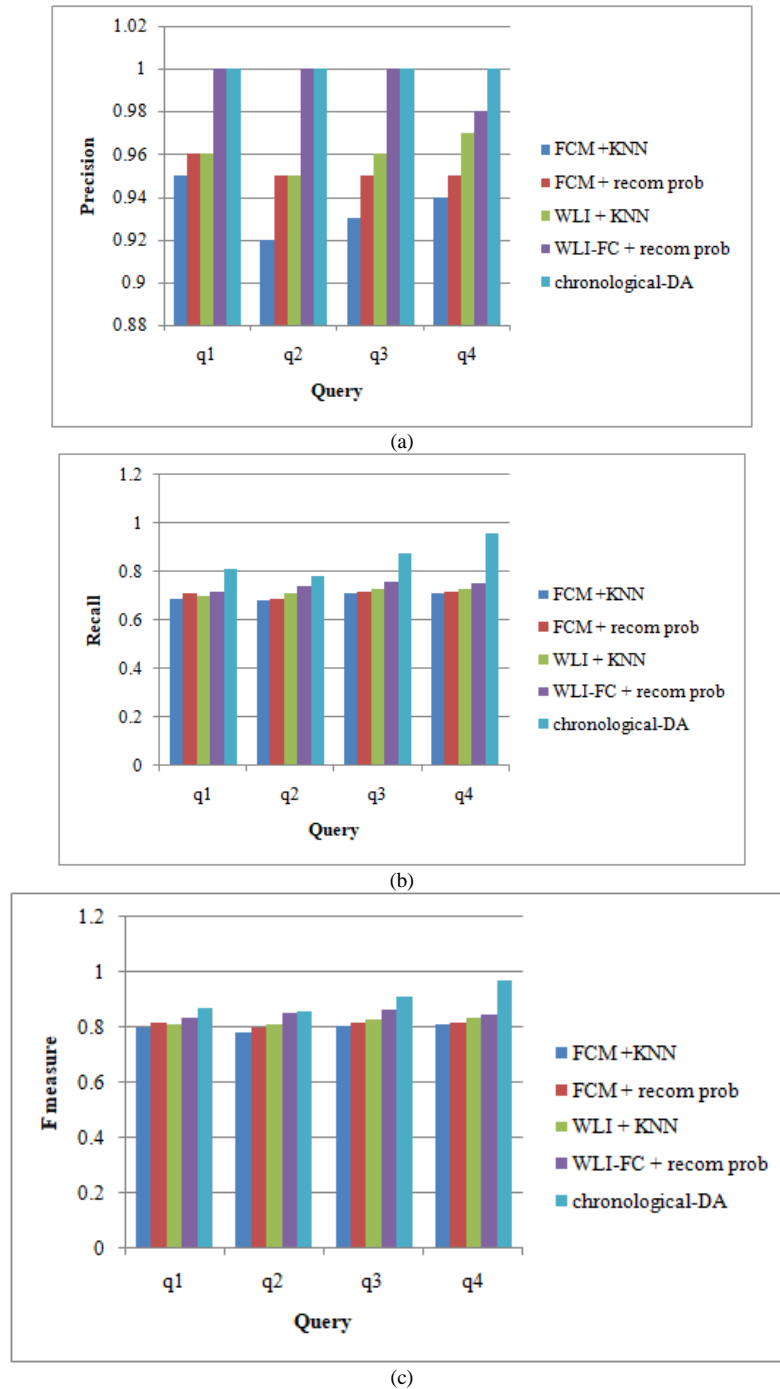 1.02
1
0.98
0.96
0.94
0.92
0.9
0.88
Precision
q1 q2 q3 q4
Query
FCM +KNN
FCM + recom prob
WLI + KNN
WLI-FC + recom prob
chronological-DA
(a)
1.2
1
0.8
0.6
0.4
0.2
0
Recall
q1 q2 q3 q4
Query
FCM +KNN
FCM + recom prob
WLI + KNN
WLI-FC + recom prob
chronological-DA
(b)
1.2
1
0.8
0.6
0.4
0.2
0
F measure
q1 q2 q3 q4
Query
FCM +KNN
FCM + recom prob
WLI + KNN
WLI-FC + recom prob
chronological-DA
(c)